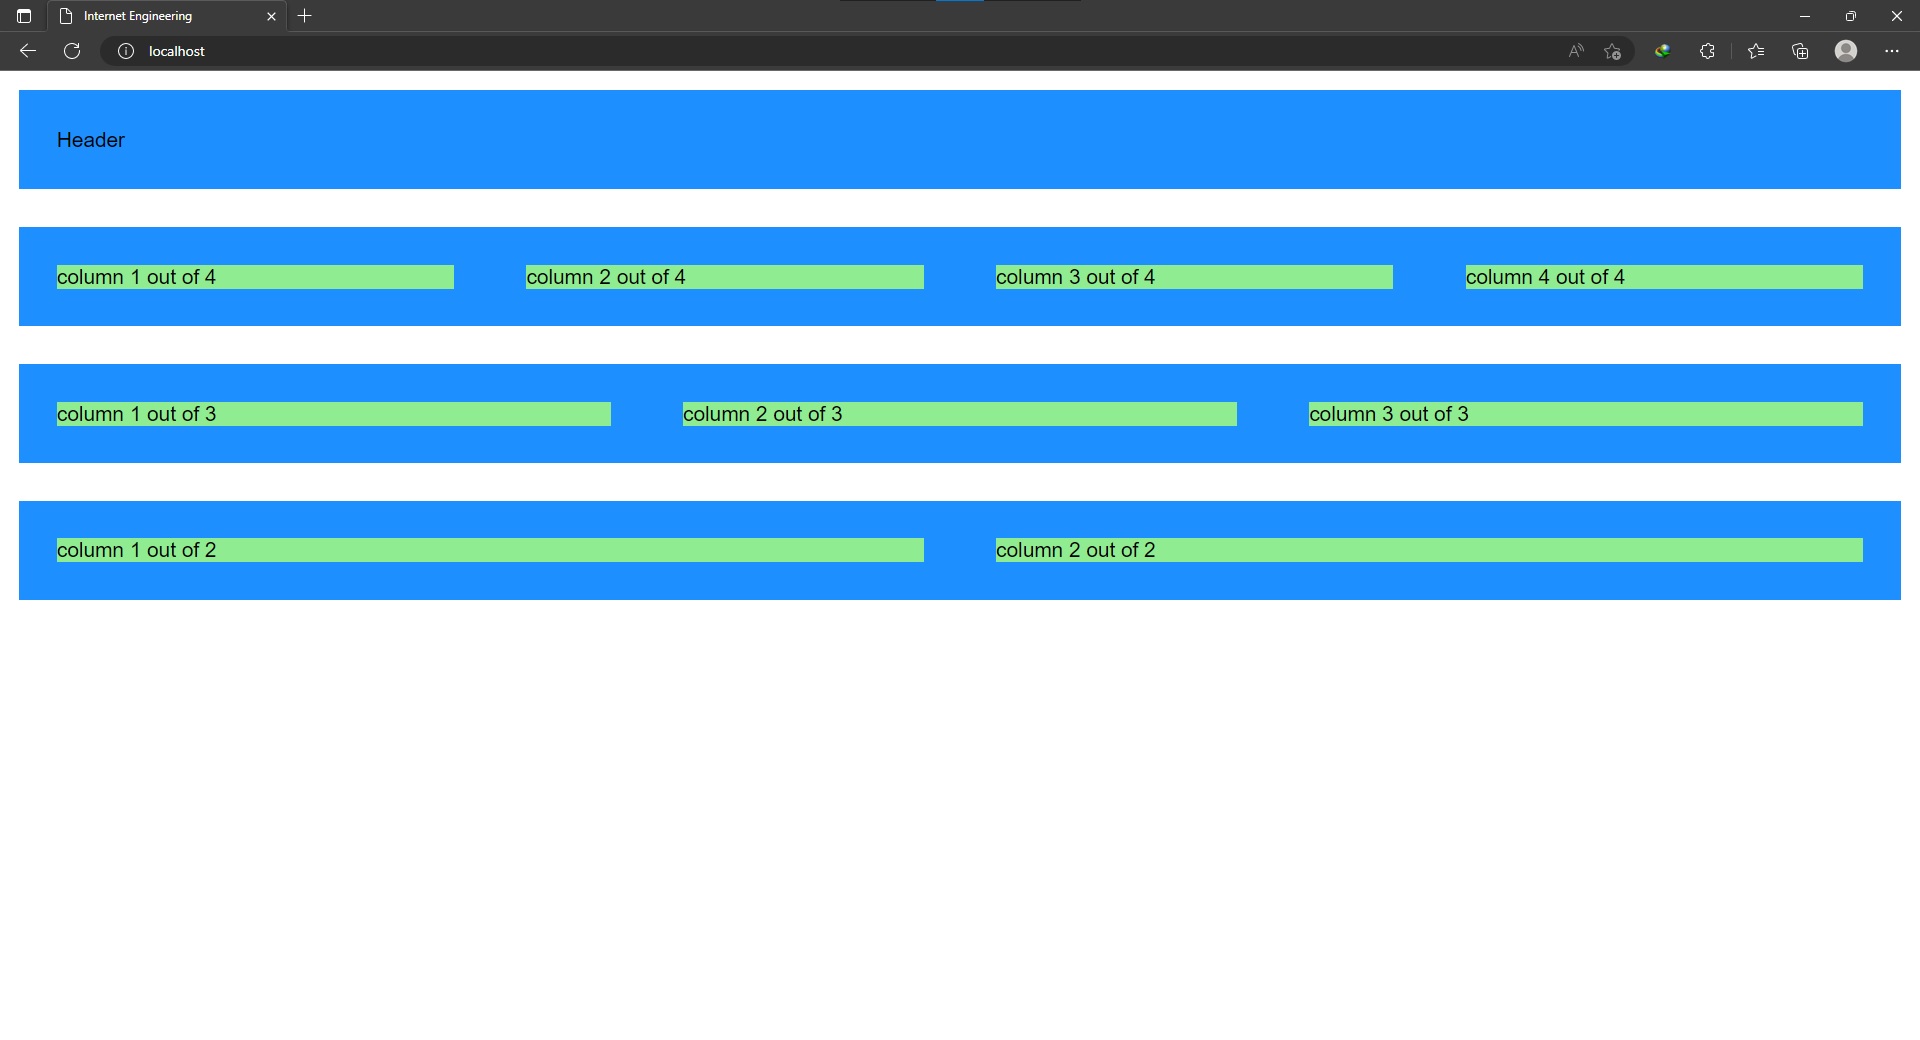 Internet Engineering
localhost
Header
column 1 out of 4 column 2 out of 4 column 3 out of 4 column 4 out of 4
column 1 out of 3 column 2 out of 3 column 3 out of 3
column 1 out of 2 column 2 out of 2